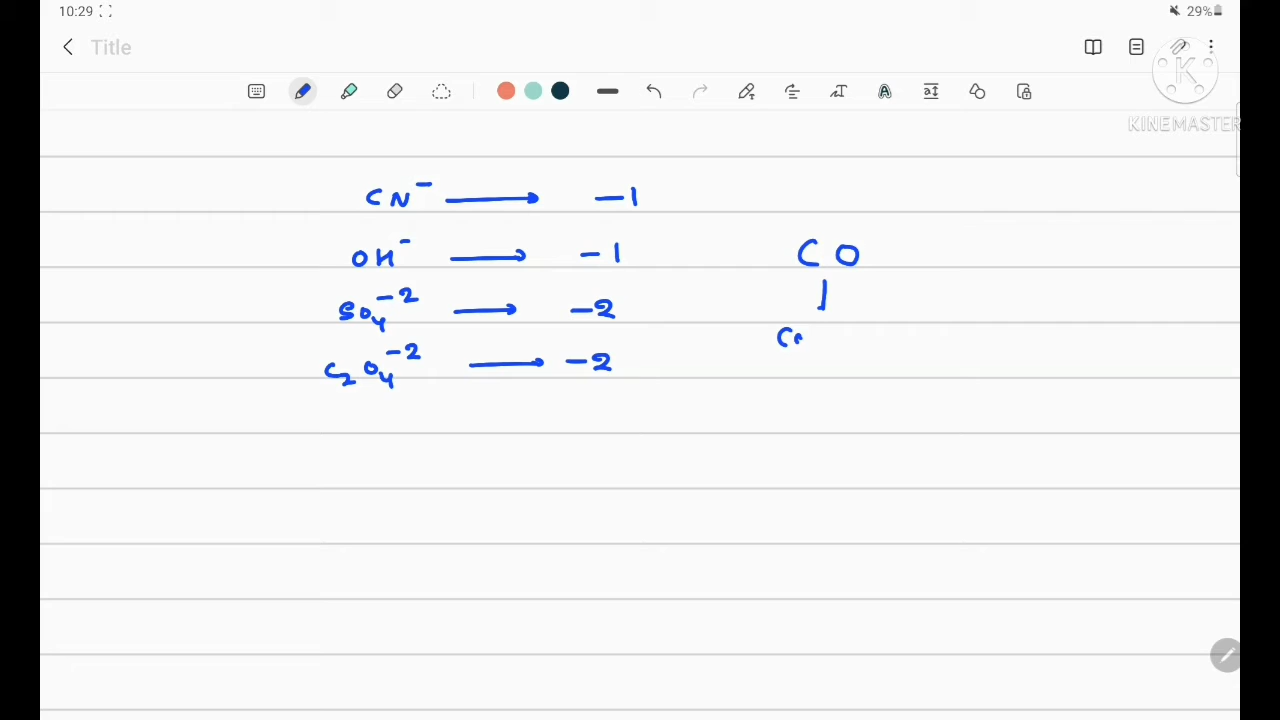 10:29
29%
Title
KINEMASTER
CN⁻ → -1
OH⁻ → -1
CO
SO₄⁻² → -2
C₂O₄⁻² → -2